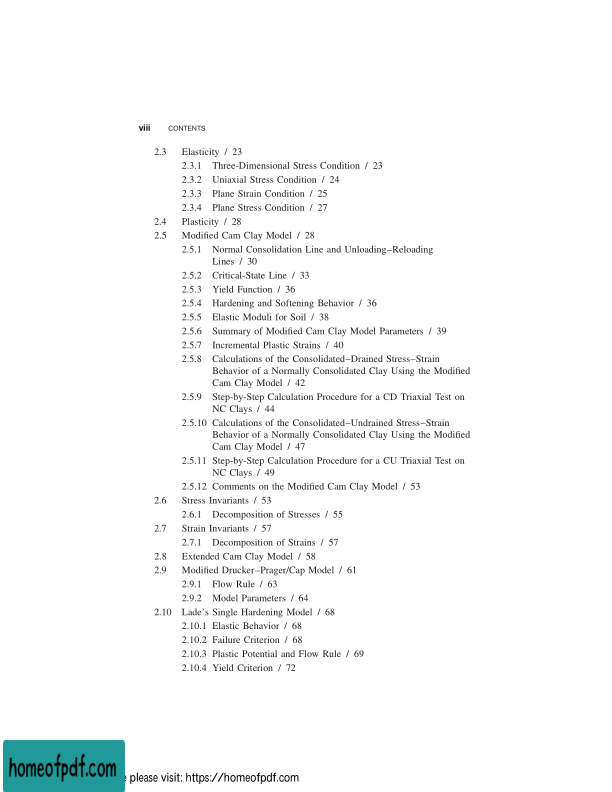 viii CONTENTS
2.3 Elasticity / 23
2.3.1 Three-Dimensional Stress Condition / 23
2.3.2 Uniaxial Stress Condition / 24
2.3.3 Plane Strain Condition / 25
2.3.4 Plane Stress Condition / 27
2.4 Plasticity / 28
2.5 Modified Cam Clay Model / 28
2.5.1 Normal Consolidation Line and Unloading–Reloading
Lines / 30
2.5.2 Critical-State Line / 33
2.5.3 Yield Function / 36
2.5.4 Hardening and Softening Behavior / 36
2.5.5 Elastic Moduli for Soil / 38
2.5.6 Summary of Modified Cam Clay Model Parameters / 39
2.5.7 Incremental Plastic Strains / 40
2.5.8 Calculations of the Consolidated–Drained Stress–Strain
Behavior of a Normally Consolidated Clay Using the Modified
Cam Clay Model / 42
2.5.9 Step-by-Step Calculation Procedure for a CD Triaxial Test on
NC Clays / 44
2.5.10 Calculations of the Consolidated–Undrained Stress–Strain
Behavior of a Normally Consolidated Clay Using the Modified
Cam Clay Model / 47
2.5.11 Step-by-Step Calculation Procedure for a CU Triaxial Test on
NC Clays / 49
2.5.12 Comments on the Modified Cam Clay Model / 53
2.6 Stress Invariants / 53
2.6.1 Decomposition of Stresses / 55
2.7 Strain Invariants / 57
2.7.1 Decomposition of Strains / 57
2.8 Extended Cam Clay Model / 58
2.9 Modified Drucker–Prager/Cap Model / 61
2.9.1 Flow Rule / 63
2.9.2 Model Parameters / 64
2.10 Lade's Single Hardening Model / 68
2.10.1 Elastic Behavior / 68
2.10.2 Failure Criterion / 68
2.10.3 Plastic Potential and Flow Rule / 69
2.10.4 Yield Criterion / 72
homeofpdf.com
please visit: https://homeofpdf.com